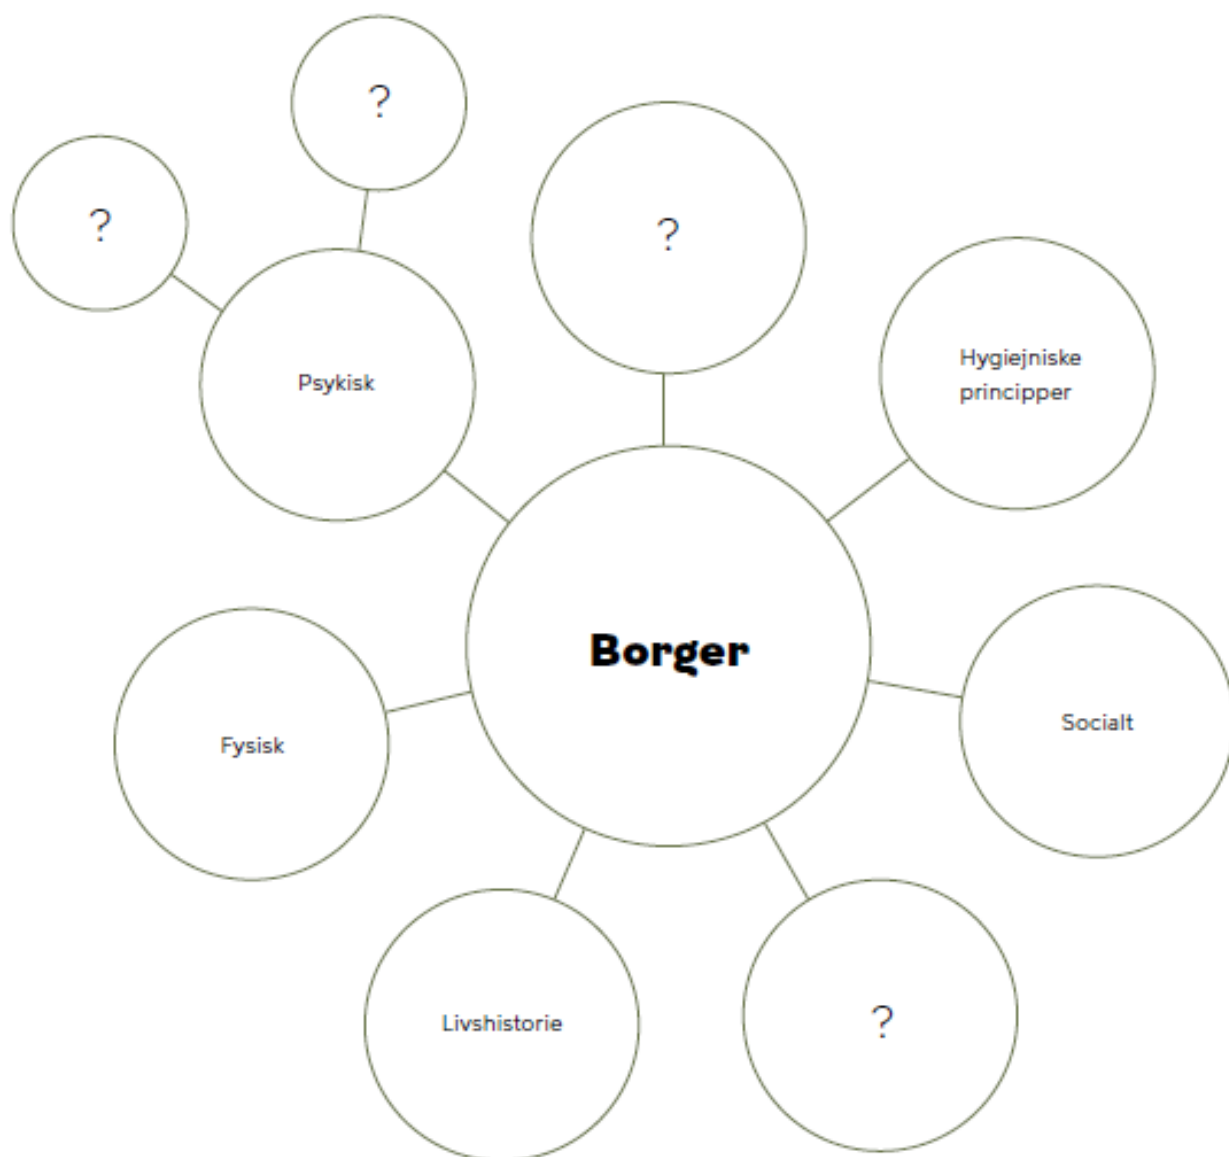 ?
?
?
Hygiejniske
principper
Psykisk
Borger
Socialt
Fysisk
Livshistorie
?